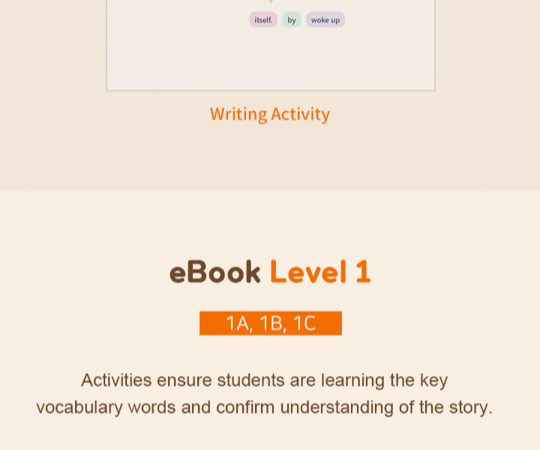 itself. by woke up
Writing Activity
eBook Level 1
1A, 1B, 1C
Activities ensure students are learning the key
vocabulary words and confirm understanding of the story.